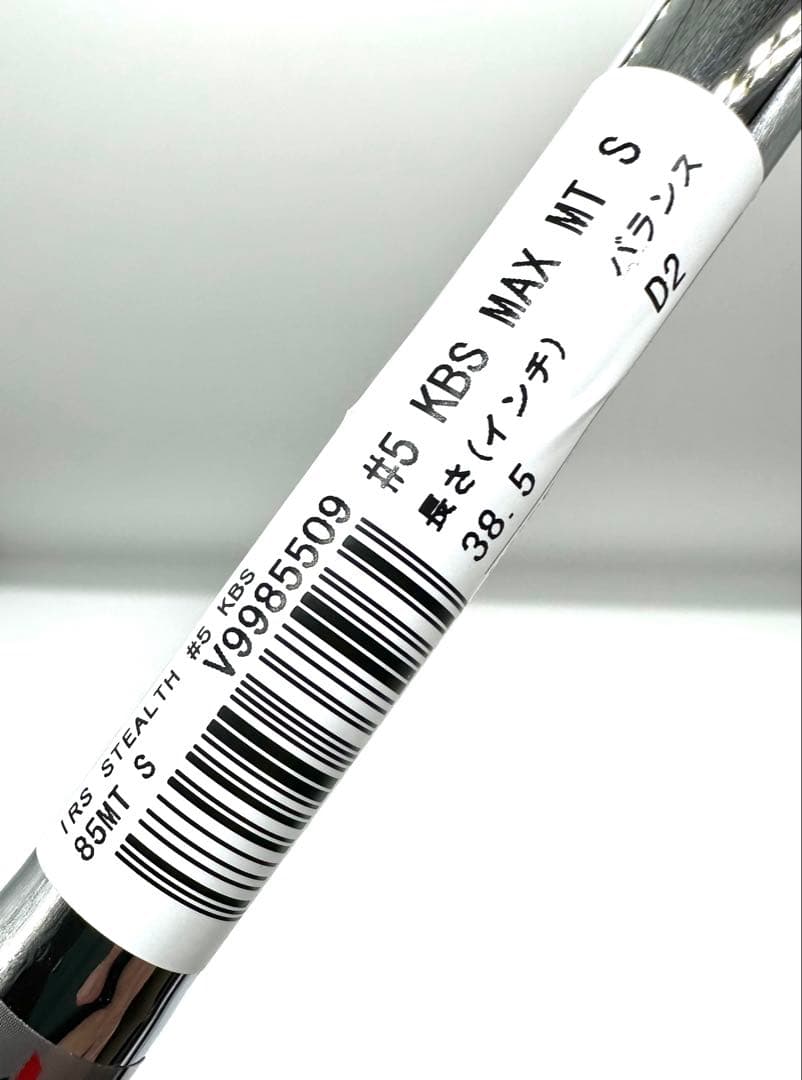 IRS STEALTH #5 KBS
85MT S
V9985509
#5 KBS MAX MT S
長さ(インチ)
38.5
バランス
D2